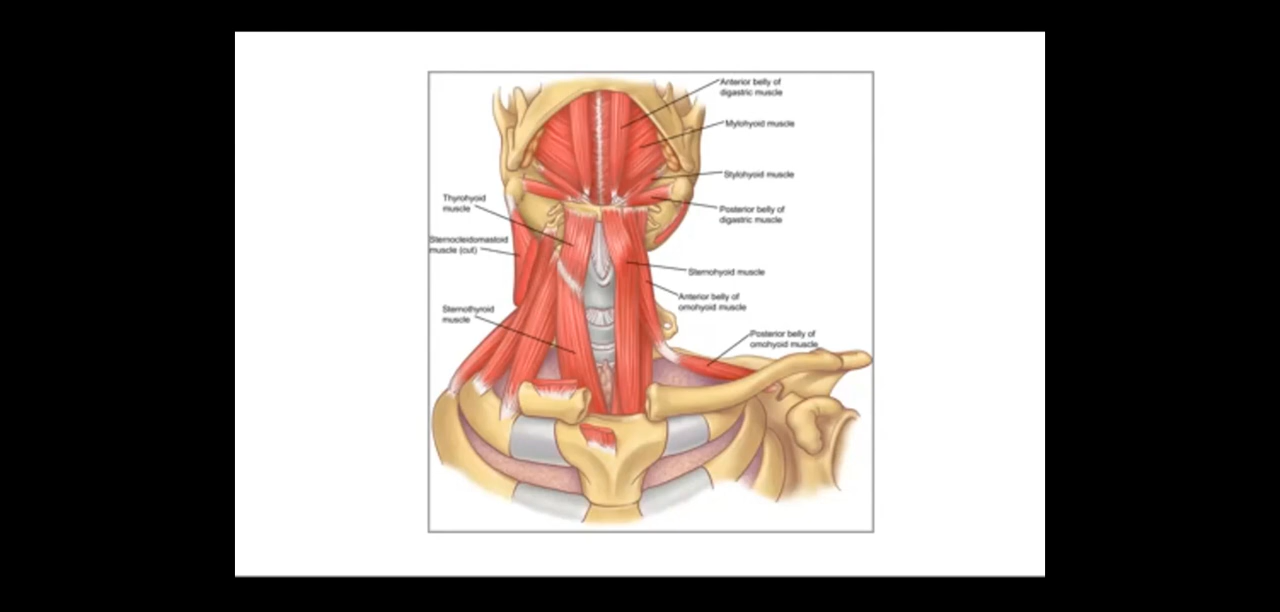 Anterior belly of
digastric muscle
Mylohyoid muscle
Stylohyoid muscle
Thyrohyoid
muscle
Posterior belly of
digastric muscle
Sternocleidomastoid
muscle (cut)
Sternohyoid muscle
Anterior belly of
omohyoid muscle
Sternothyroid
muscle
Posterior belly of
omohyoid muscle